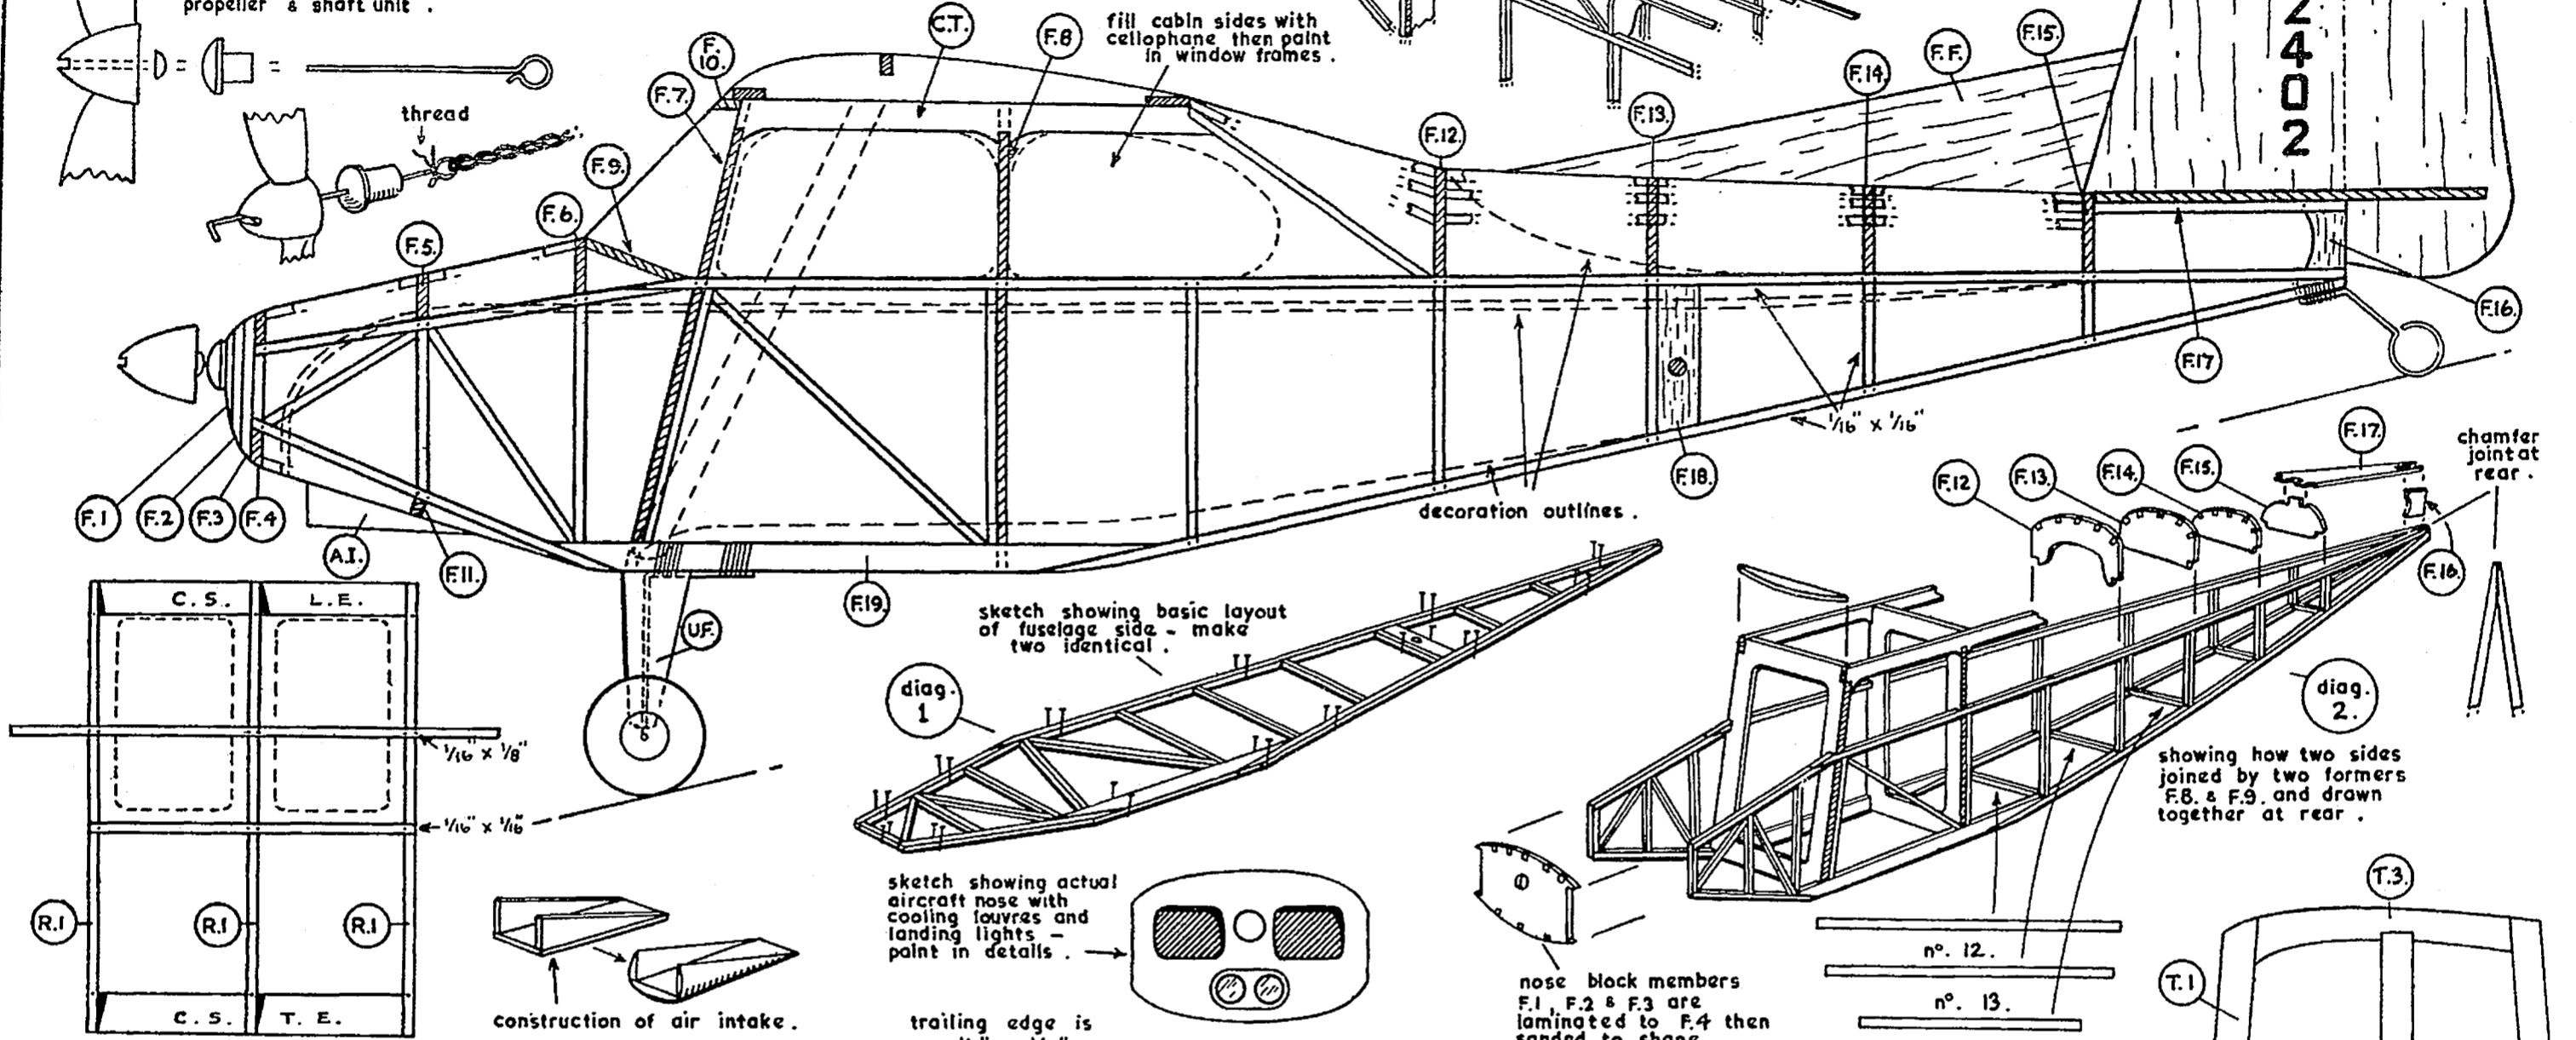 propeller & shaft unit .
thread
F.
10.
C.T.
F.8
fill cabin sides with
cellophane then paint
in window frames .
F.7.
F.9.
F.6.
F.5.
F.12.
F.13.
F.14.
F.F.
F.15.
2
4
0
2
F.16.
F.17
F.1
F.2
F.3
F.4
A.I.
F.11.
F.19.
U.F.
F.18.
1/16" x 1/16"
decoration outlines .
C.S.
L.E.
1/16" x 1/8"
1/16" x 1/16"
R.1
R.1
R.1
C.S.
T.E.
sketch showing basic layout
of fuselage side - make
two identical .
diag.
1
F.12
F.13.
F.14.
F.15.
F.17.
chamfer
joint at
rear .
F.16.
diag.
2.
showing how two sides
joined by two formers
F.8. & F.9. and drawn
together at rear .
construction of air intake .
sketch showing actual
aircraft nose with
cooling louvres and
landing lights -
paint in details .
trailing edge is
nose block members
F.1, F.2 & F.3 are
laminated to F.4 then
sanded to shape
nº. 12.
nº. 13.
T.3.
T.1